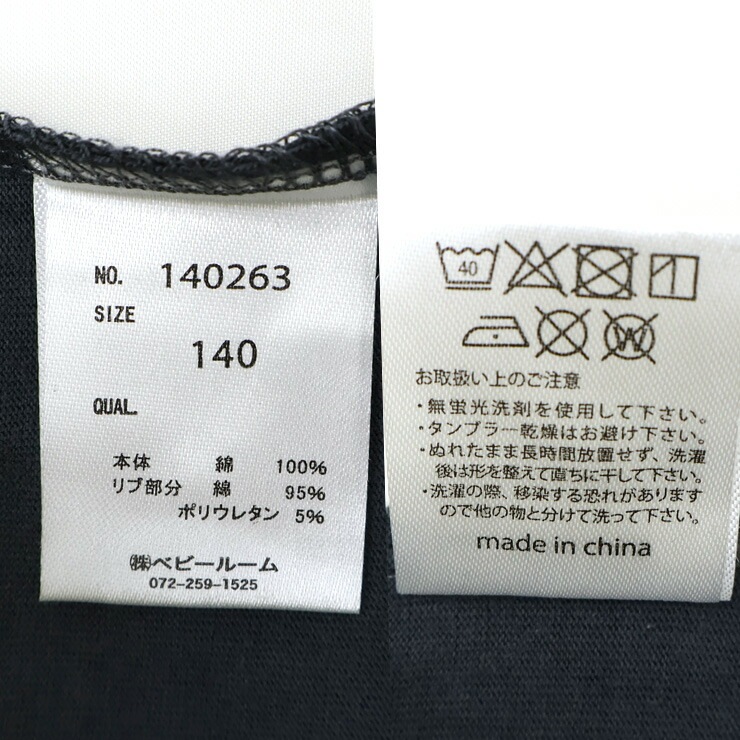 NO. 140263
SIZE
140
QUAL.
本体 綿 100%
リブ部分 綿 95%
ポリウレタン 5%
㈱ベビールーム
072-259-1525
40
W
お取扱い上のご注意
・無蛍光洗剤を使用して下さい。
・タンブラー乾燥はお避け下さい。
・ぬれたまま長時間放置せず、洗濯
後は形を整えて直ちに干して下さい。
・洗濯の際、移染する恐れがあります
ので他の物と分けて洗って下さい。
made in china